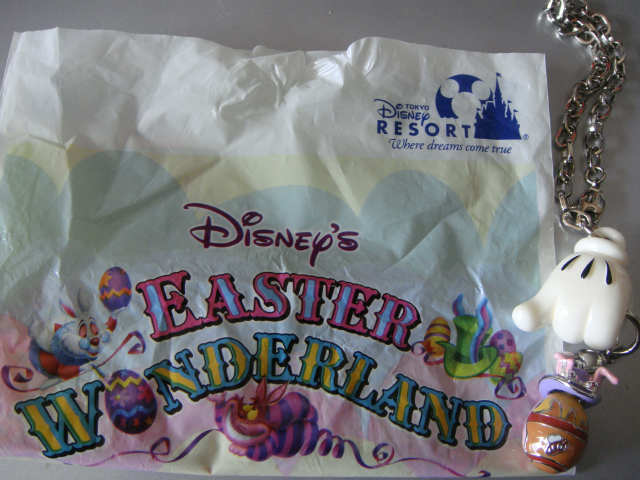 TOKYO
Disney
RESORT®
Where dreams come true
Disney's
EASTER
WONDERLAND